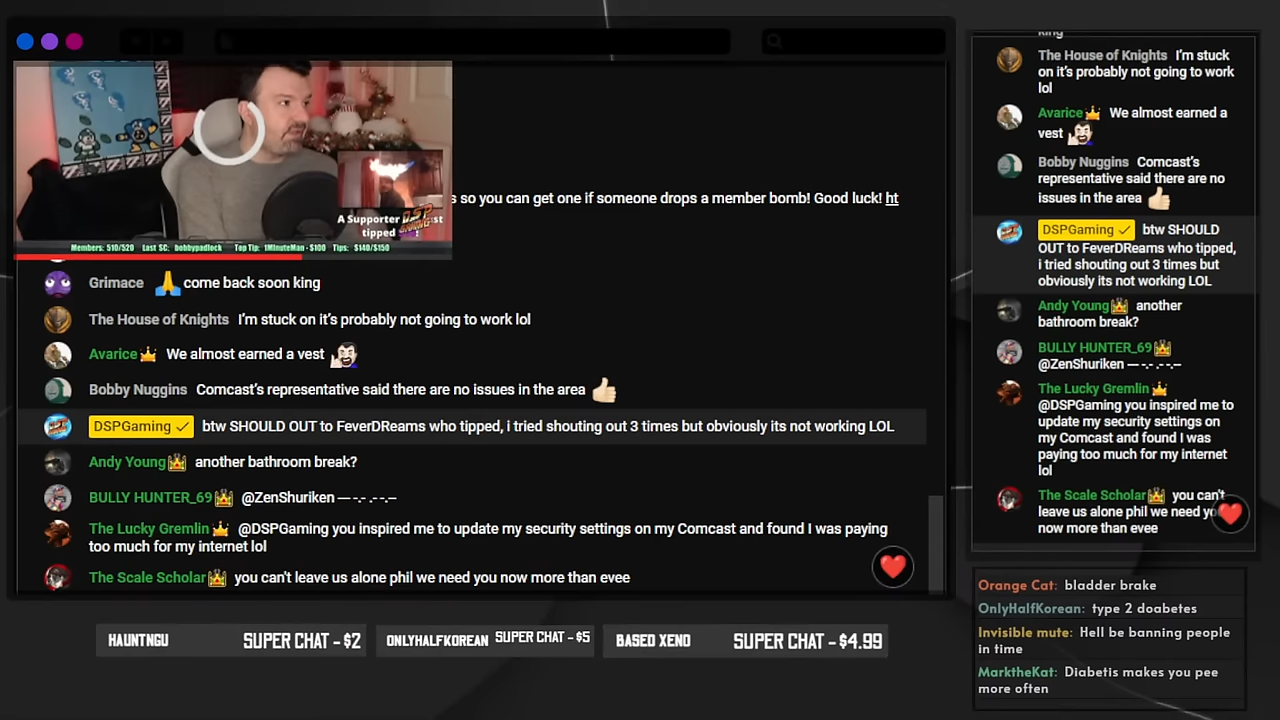 s so you can get one if someone drops a member bomb! Good luck! ht
A Supporter Just
tipped
DSP
GAMING
Members: 510/520 Last SC: bobbypadlock Top Tip: 1MinuteMan - $100 Tips: $140/$150
Grimace come back soon king
The House of Knights I'm stuck on it's probably not going to work lol
Avarice We almost earned a vest
Bobby Nuggins Comcast's representative said there are no issues in the area
DSPGaming btw SHOULD OUT to FeverDReams who tipped, i tried shouting out 3 times but obviously its not working LOL
Andy Young another bathroom break?
BULLY HUNTER_69 @ZenShuriken —-.- .--.--
The Lucky Gremlin @DSPGaming you inspired me to update my security settings on my Comcast and found I was paying
too much for my internet lol
The Scale Scholar you can't leave us alone phil we need you now more than evee
HAUNTNGU SUPER CHAT - $2
ONLYHALFKOREAN SUPER CHAT - $5
BASED XEND SUPER CHAT - $4.99
king
The House of Knights I'm stuck
on it's probably not going to work
lol
Avarice We almost earned a
vest
Bobby Nuggins Comcast's
representative said there are no
issues in the area
DSPGaming btw SHOULD
OUT to FeverDReams who tipped,
i tried shouting out 3 times but
obviously its not working LOL
Andy Young another
bathroom break?
BULLY HUNTER_69
@ZenShuriken —-.- .--.--
The Lucky Gremlin
@DSPGaming you inspired me to
update my security settings on
my Comcast and found I was
paying too much for my internet
lol
The Scale Scholar you can't
leave us alone phil we need yo
now more than evee
Orange Cat: bladder brake
OnlyHalfKorean: type 2 doabetes
Invisible mute: Hell be banning people
in time
MarktheKat: Diabetis makes you pee
more often